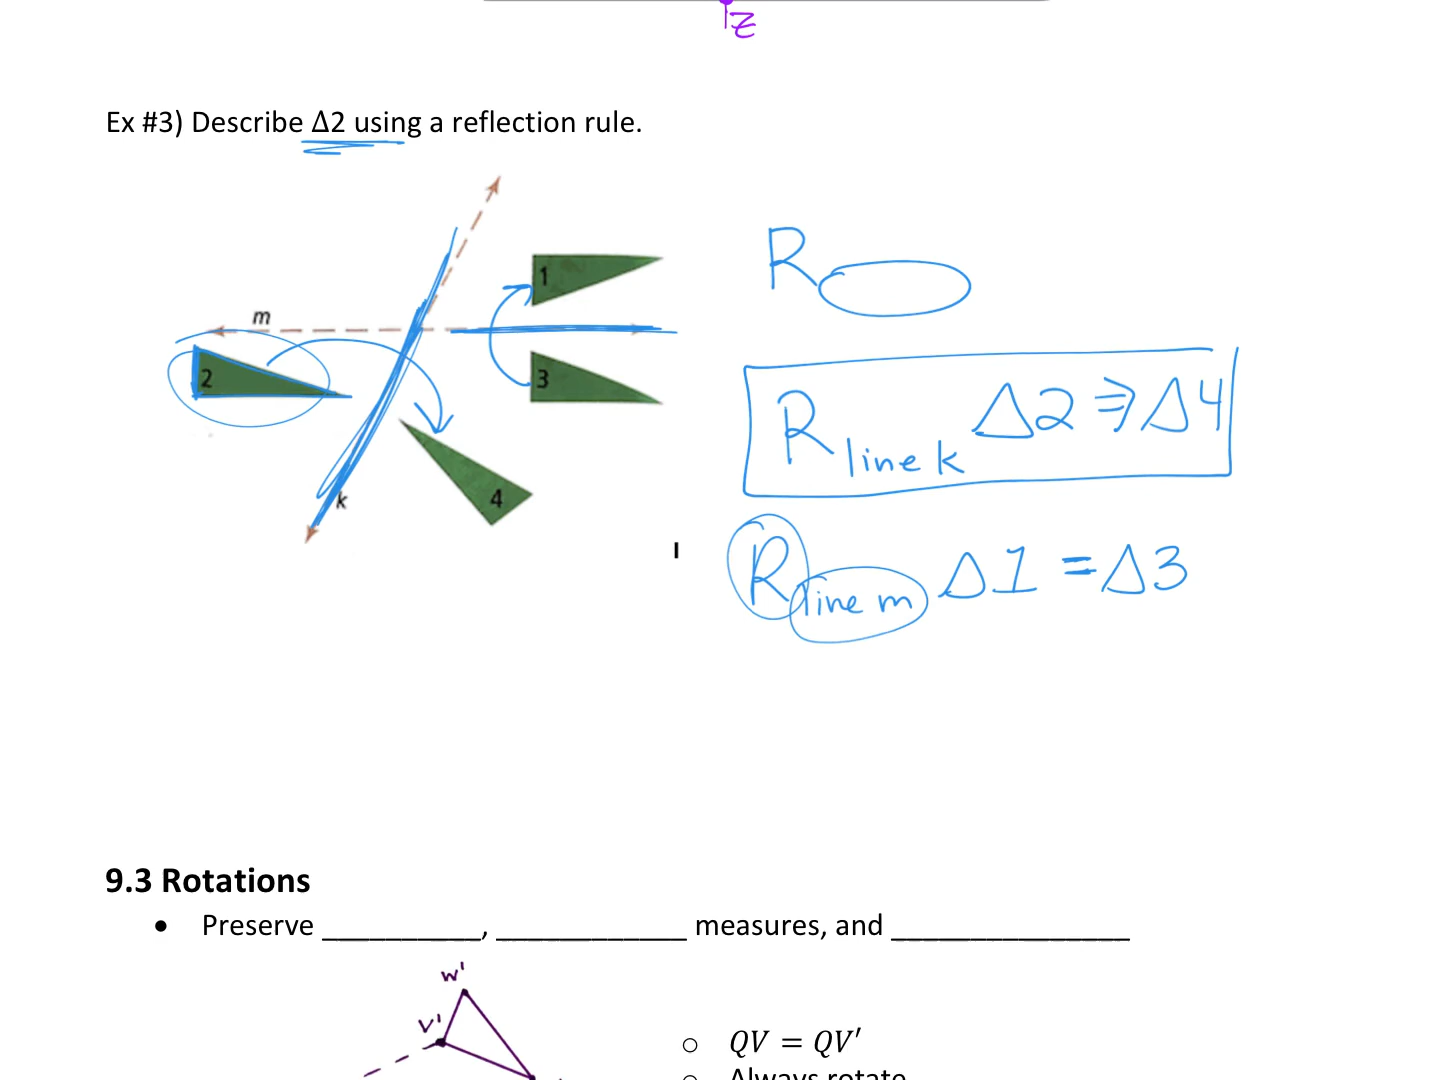 z
Ex #3) Describe Δ2 using a reflection rule.
R
m
1
2
3
R line k Δ2 ⇒ Δ4
k
4
I
R line m Δ1 = Δ3
9.3 Rotations
• Preserve __________, ____________ measures, and _______________
w'
v'
○ QV = QV′
○ Always rotate